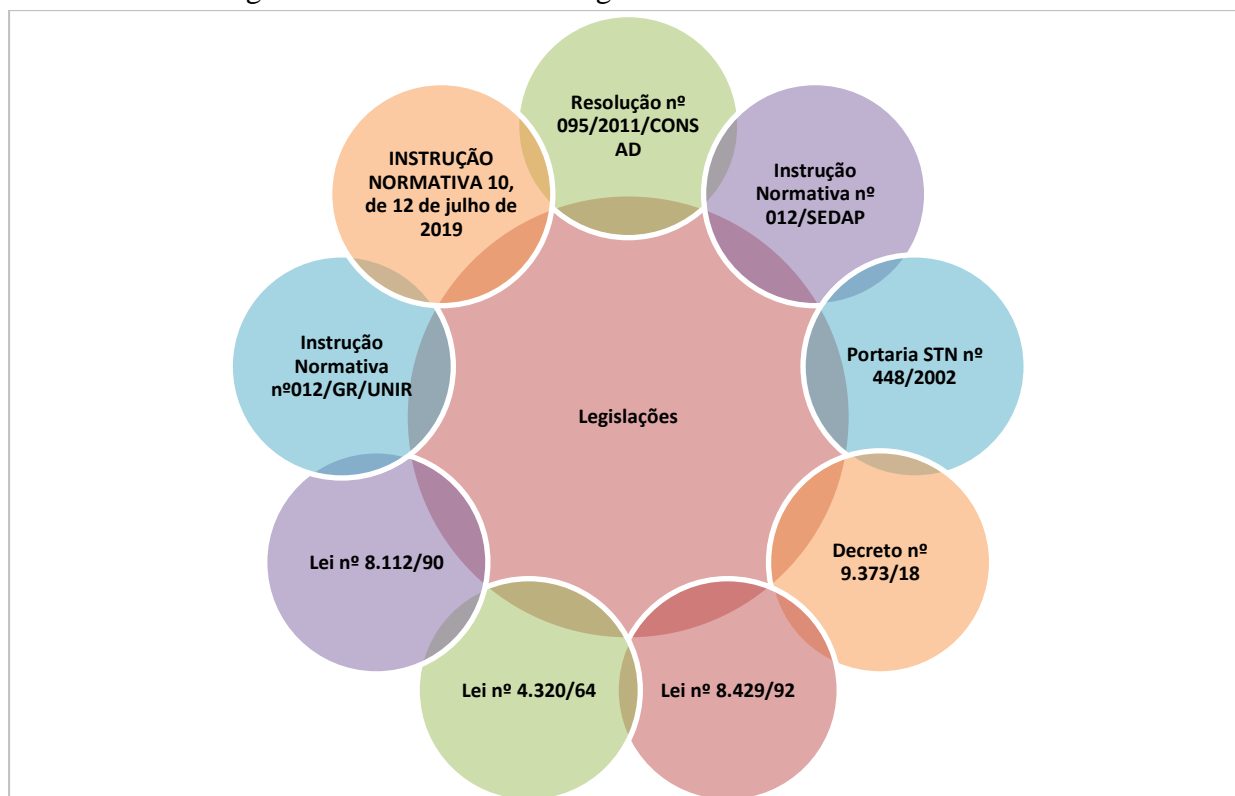 Resolução nº
095/2011/CONS
AD
Instrução
Normativa nº
012/SEDAP
Portaria STN nº
448/2002
Decreto nº
9.373/18
Lei nº 8.429/92
Lei nº 4.320/64
Lei nº 8.112/90
Instrução
Normativa
nº012/GR/UNIR
INSTRUÇÃO
NORMATIVA 10,
de 12 de julho de
2019
Legislações